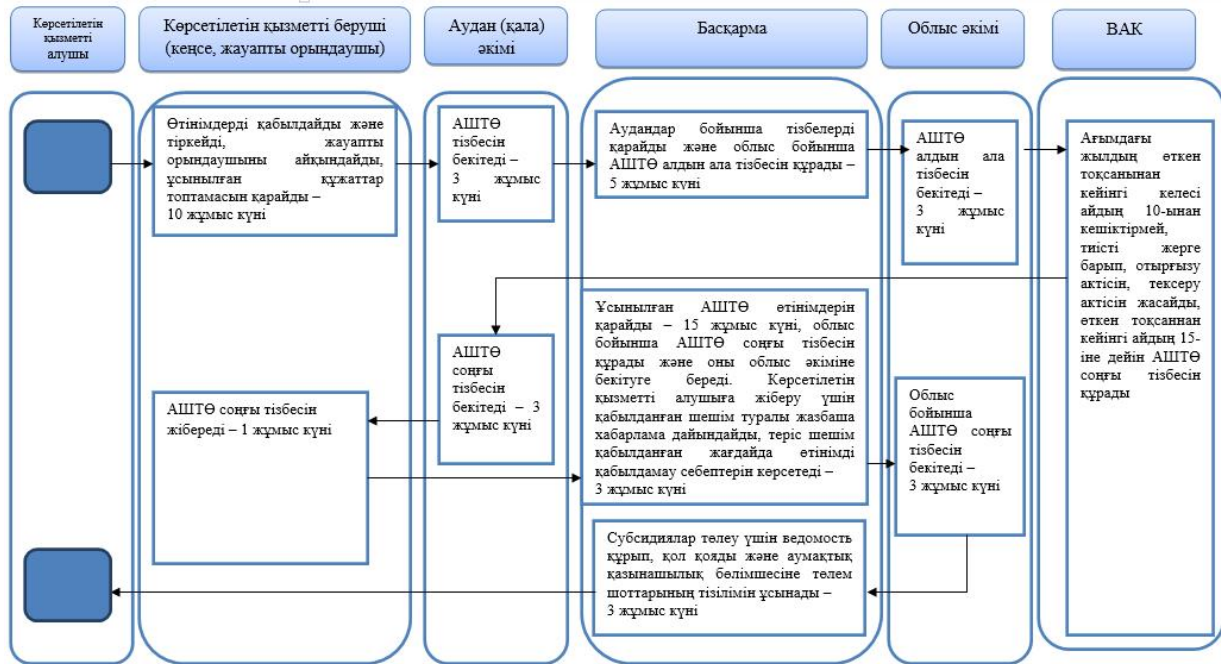 Көрсетілетін
қызметті
алушы
Көрсетілетін қызметті беруші
(кеңсе, жауапты орындаушы)
Аудан (қала)
әкімі
Басқарма
Облыс әкімі
ВАК
Өтінімдерді қабылдайды және
тіркейді, жауапты
орындаушыны айқындайды,
ұсынылған құжаттар
топтамасын қарайды –
10 жұмыс күні
АШТӨ
тізбесін
бекітеді –
3 жұмыс
күні
Аудандар бойынша тізбелерді
қарайды және облыс бойынша
АШТӨ алдын ала тізбесін құрады –
5 жұмыс күні
АШТӨ
алдын ала
тізбесін
бекітеді –
3 жұмыс
күні
Ағымдағы
жылдың өткен
тоқсанынан
кейінгі келесі
айдың 10-ынан
кешіктірмей,
тиісті жерге
барып, отырғызу
актісін, тексеру
актісін жасайды,
өткен тоқсаннан
кейінгі айдың 15-
іне дейін АШТӨ
соңғы тізбесін
құрады
АШТӨ
соңғы
тізбесін
бекітеді – 3
жұмыс күні
АШТӨ соңғы тізбесін
жібереді – 1 жұмыс күні
Ұсынылған АШТӨ өтінімдерін
қарайды – 15 жұмыс күні, облыс
бойынша АШТӨ соңғы тізбесін
құрады және оны облыс әкіміне
бекітуге береді. Көрсетілетін
қызметті алушыға жіберу үшін
қабылданған шешім туралы жазбаша
хабарлама дайындайды, теріс шешім
қабылданған жағдайда өтінімді
қабылдамау себептерін көрсетеді –
3 жұмыс күні
Облыс
бойынша
АШТӨ соңғы
тізбесін
бекітеді –
3 жұмыс күні
Субсидиялар төлеу үшін ведомость
құрып, қол қояды және аумақтық
қазынашылық бөлімшесіне төлем
шоттарының тізілімін ұсынады –
3 жұмыс күні